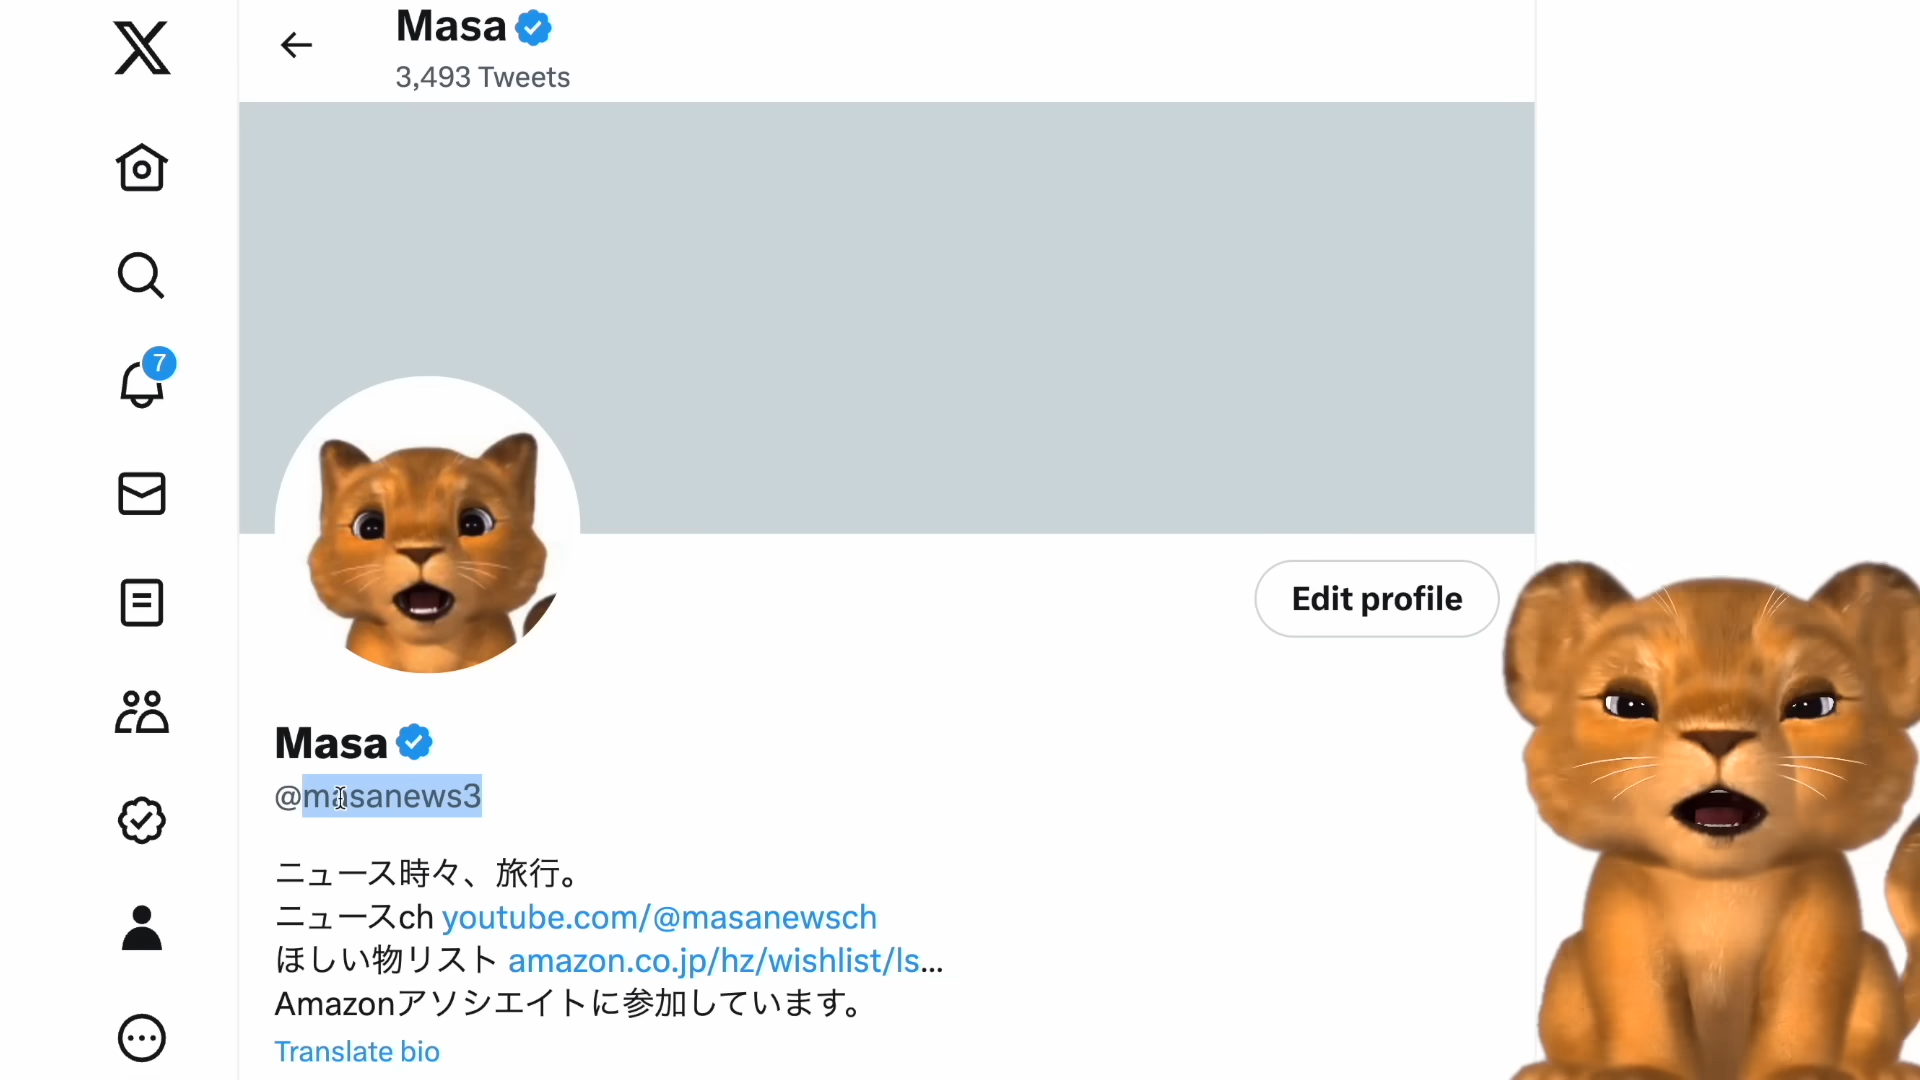 Masa
3,493 Tweets
7
Edit profile
Masa
@masanews3
ニュース時々、旅行。
ニュースch youtube.com/@masanewsch
ほしい物リスト amazon.co.jp/hz/wishlist/ls…
Amazonアソシエイトに参加しています。
Translate bio